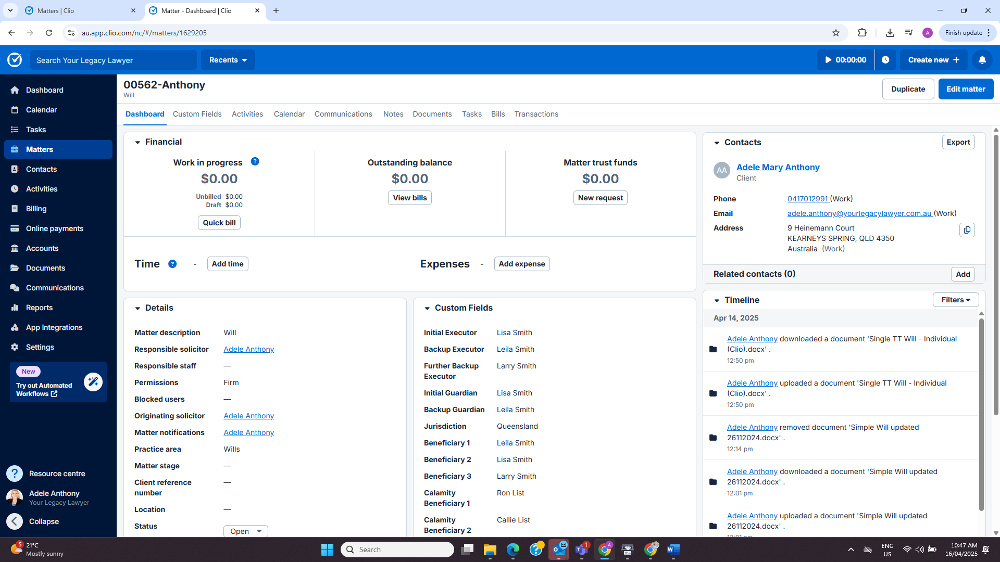 Matters | Clio
Matter - Dashboard | Clio
au.app.clio.com/nc/#/matters/1629205
A
Finish update
Search Your Legacy Lawyer
Recents
00:00:00
Create new
Dashboard
Calendar
Tasks
Matters
Contacts
Activities
Billing
Online payments
Accounts
Documents
Communications
Reports
App Integrations
Settings
New
Try out Automated
Workflows
Resource centre
Adele Anthony
Your Legacy Lawyer
Collapse
00562-Anthony
Will
Duplicate
Edit matter
Dashboard Custom Fields Activities Calendar Communications Notes Documents Tasks Bills Transactions
Financial
Work in progress ?
$0.00
Unbilled $0.00
Draft $0.00
Quick bill
Outstanding balance
$0.00
View bills
Matter trust funds
$0.00
New request
Time ? - Add time
Expenses - Add expense
Details
Matter description Will
Responsible solicitor Adele Anthony
Responsible staff —
Permissions Firm
Blocked users —
Originating solicitor Adele Anthony
Matter notifications Adele Anthony
Practice area Wills
Matter stage —
Client reference
number —
Location —
Status Open
Custom Fields
Initial Executor Lisa Smith
Backup Executor Leila Smith
Further Backup
Executor Larry Smith
Initial Guardian Lisa Smith
Backup Guardian Leila Smith
Jurisdiction Queensland
Beneficiary 1 Leila Smith
Beneficiary 2 Lisa Smith
Beneficiary 3 Larry Smith
Calamity
Beneficiary 1 Ron List
Calamity
Beneficiary 2 Callie List
Contacts
Export
AA
Adele Mary Anthony
Client
Phone 0417012991 (Work)
Email adele.anthony@yourlegacylawyer.com.au (Work)
Address 9 Heinemann Court
KEARNEYS SPRING, QLD 4350
Australia (Work)
Related contacts (0)
Add
Timeline
Filters
Apr 14, 2025
Adele Anthony downloaded a document 'Single TT Will - Individual
(Clio).docx' .
12:50 pm
Adele Anthony uploaded a document 'Single TT Will - Individual
(Clio).docx' .
12:50 pm
Adele Anthony removed document 'Simple Will updated
26112024.docx' .
12:14 pm
Adele Anthony downloaded a document 'Simple Will updated
26112024.docx' .
12:01 pm
Adele Anthony uploaded a document 'Simple Will updated
26112024.docx' .
12:01 pm
5
21°C
Mostly sunny
Search
1
A
ENG
US
10:47 AM
16/04/2025